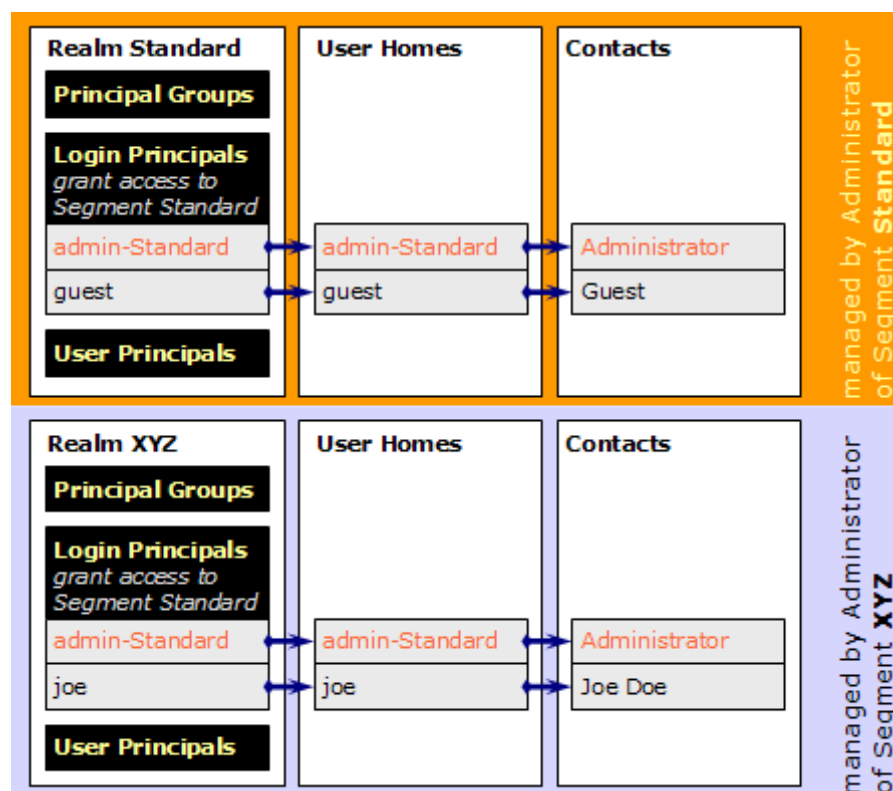 Realm Standard
User Homes
Contacts
Principal Groups
Login Principals
grant access to
Segment Standard
admin-Standard
admin-Standard
Administrator
guest
guest
Guest
User Principals
managed by Administrator
of Segment Standard
Realm XYZ
User Homes
Contacts
Principal Groups
Login Principals
grant access to
Segment Standard
admin-Standard
admin-Standard
Administrator
joe
joe
Joe Doe
User Principals
managed by Administrator
of Segment XYZ